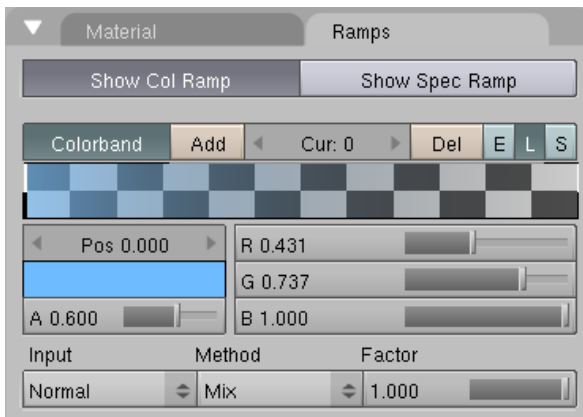 Material Ramps
Show Col Ramp Show Spec Ramp
Colorband Add Cur: 0 Del E L S
Pos 0.000 R 0.431
G 0.737
A 0.600 B 1.000
Input Method Factor
Normal Mix 1.000